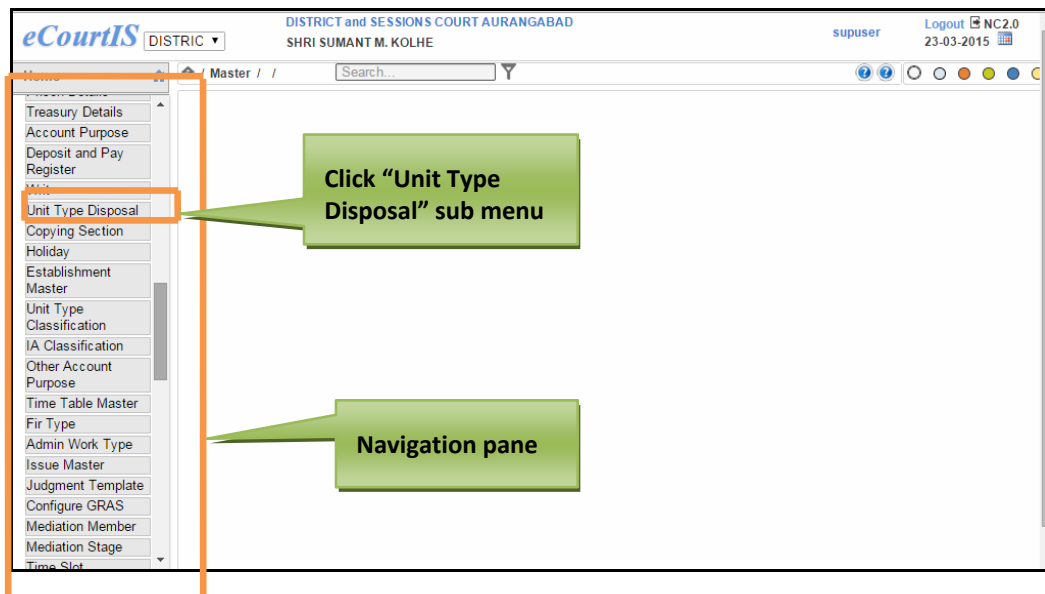 eCourtIS
DISTRIC
DISTRICT and SESSIONS COURT AURANGABAD
SHRI SUMANT M. KOLHE
supuser
Logout NC2.0
23-03-2015
/ Master / /
Search...
Treasury Details
Account Purpose
Deposit and Pay
Register
Unit Type Disposal
Copying Section
Holiday
Establishment
Master
Unit Type
Classification
IA Classification
Other Account
Purpose
Time Table Master
Fir Type
Admin Work Type
Issue Master
Judgment Template
Configure GRAS
Mediation Member
Mediation Stage
Time Slot
Click “Unit Type
Disposal” sub menu
Navigation pane